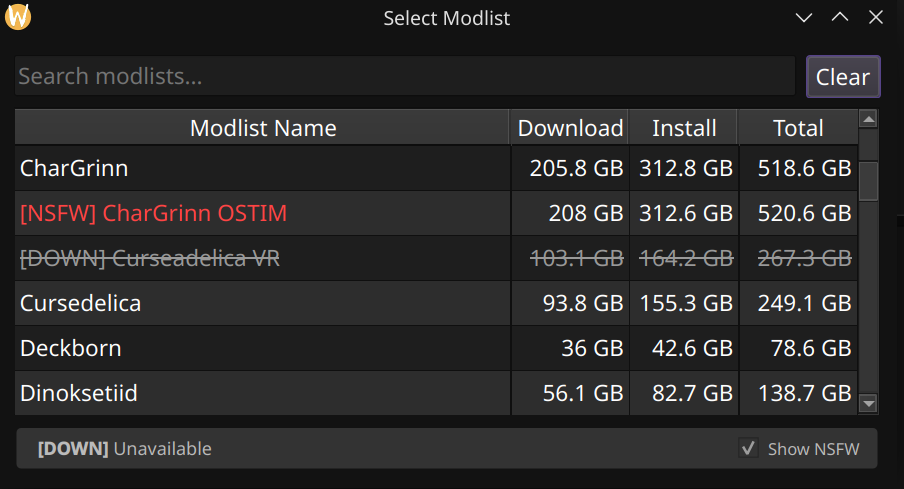 W
Select Modlist
Search modlists...
Clear
Modlist Name Download Install Total
CharGrinn 205.8 GB 312.8 GB 518.6 GB
[NSFW] CharGrinn OSTIM 208 GB 312.6 GB 520.6 GB
[DOWN] Curseadelica VR 103.1 GB 164.2 GB 267.3 GB
Cursedelica 93.8 GB 155.3 GB 249.1 GB
Deckborn 36 GB 42.6 GB 78.6 GB
Dinoksetiid 56.1 GB 82.7 GB 138.7 GB
[DOWN] Unavailable
Show NSFW